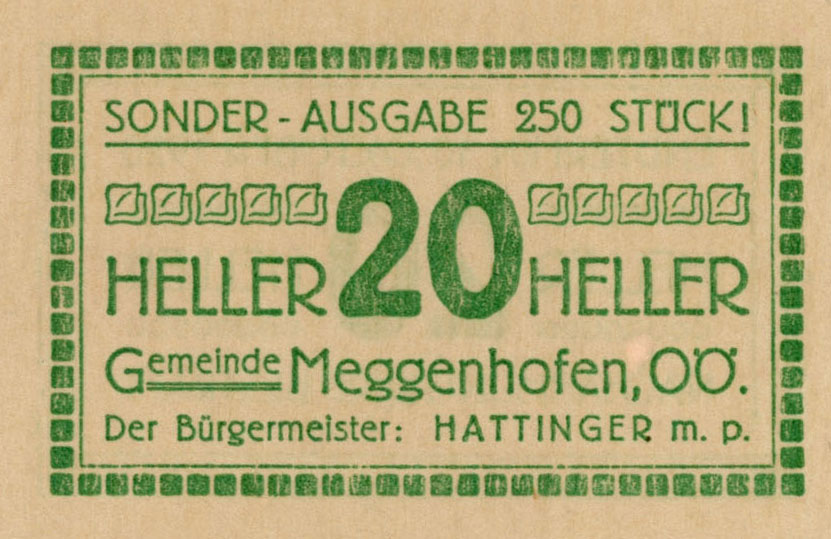 SONDER - AUSGABE 250 STÜCK!
HELLER 20 HELLER
Gemeinde Meggenhofen, OÖ.
Der Bürgermeister: HATTINGER m. p.